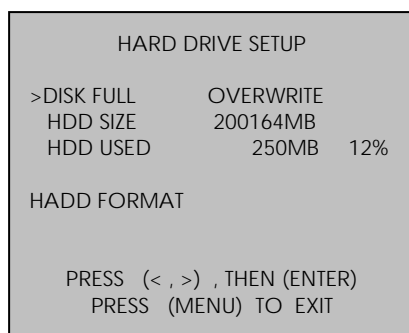 HARD DRIVE SETUP
>DISK FULL OVERWRITE
HDD SIZE 200164MB
HDD USED 250MB 12%
HADD FORMAT
PRESS (< , >) , THEN (ENTER)
PRESS (MENU) TO EXIT